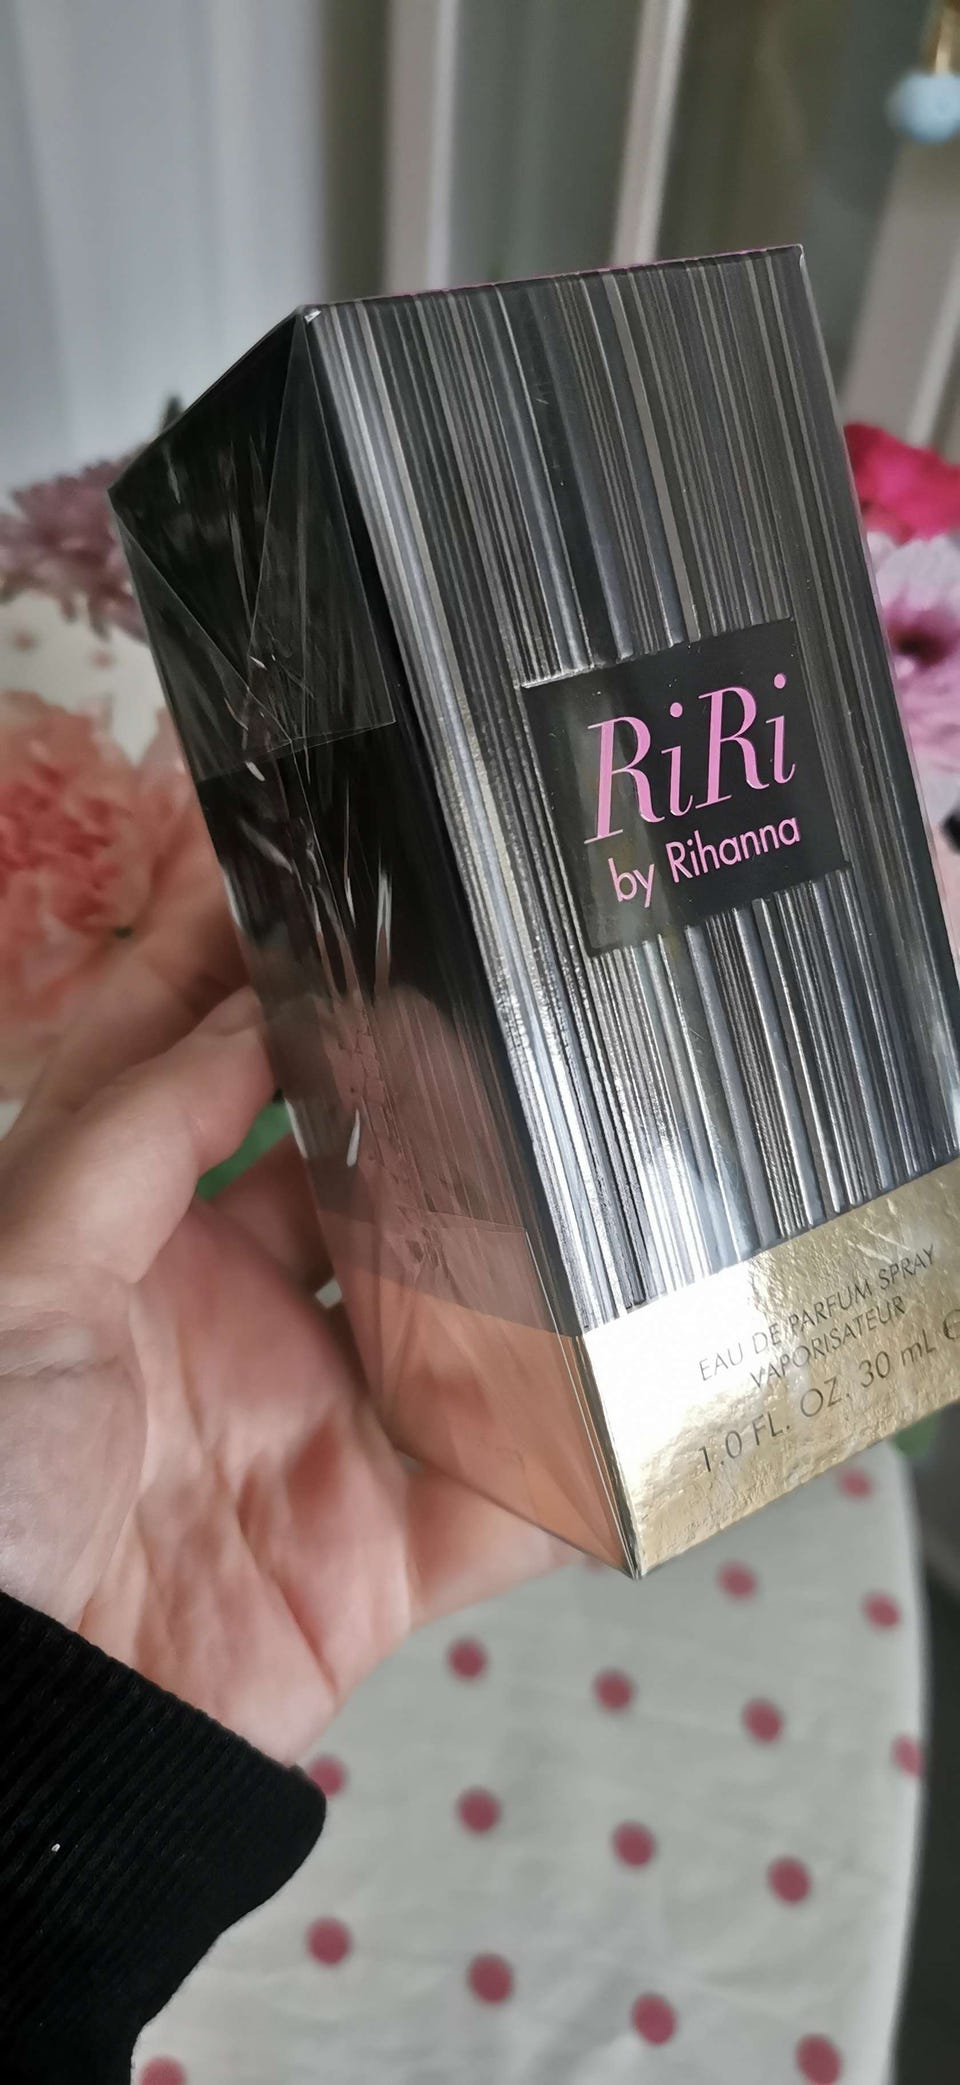 RiRi
by Rihanna
EAU DE PARFUM SPRAY
VAPORISATEUR
1.0 FL. OZ. 30 mL e